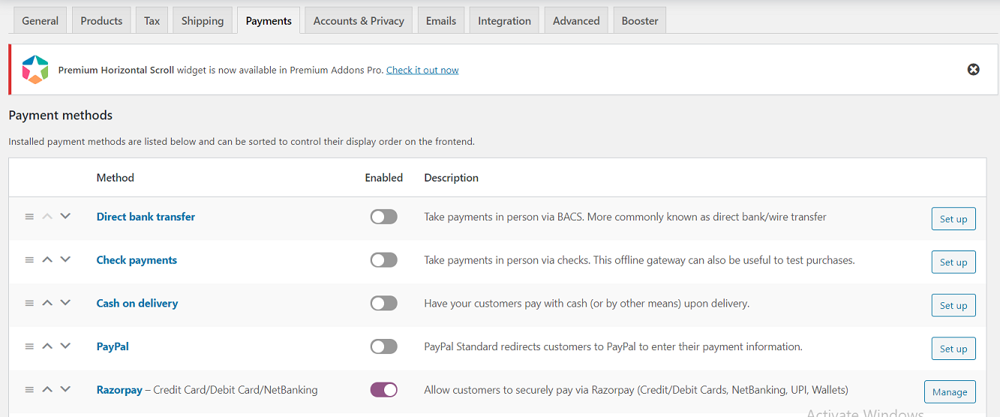 General Products Tax Shipping Payments Accounts & Privacy Emails Integration Advanced Booster
Premium Horizontal Scroll widget is now available in Premium Addons Pro. Check it out now
Payment methods
Installed payment methods are listed below and can be sorted to control their display order on the frontend.
Method Enabled Description
Direct bank transfer Take payments in person via BACS. More commonly known as direct bank/wire transfer Set up
Check payments Take payments in person via checks. This offline gateway can also be useful to test purchases. Set up
Cash on delivery Have your customers pay with cash (or by other means) upon delivery. Set up
PayPal PayPal Standard redirects customers to PayPal to enter their payment information. Set up
Razorpay – Credit Card/Debit Card/NetBanking Allow customers to securely pay via Razorpay (Credit/Debit Cards, NetBanking, UPI, Wallets) Manage
Activate Windows